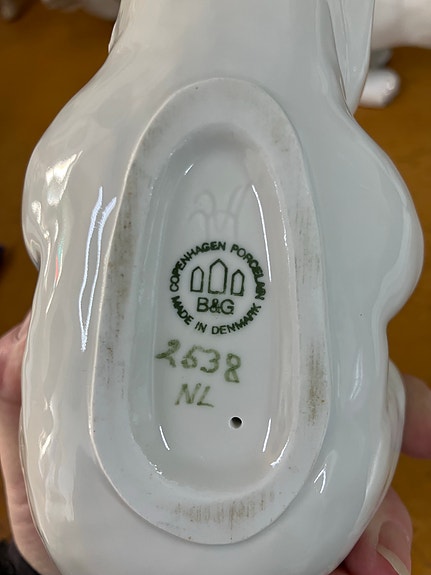 COPENHAGEN PORCELAIN
B&G
MADE IN DENMARK
2638
NL